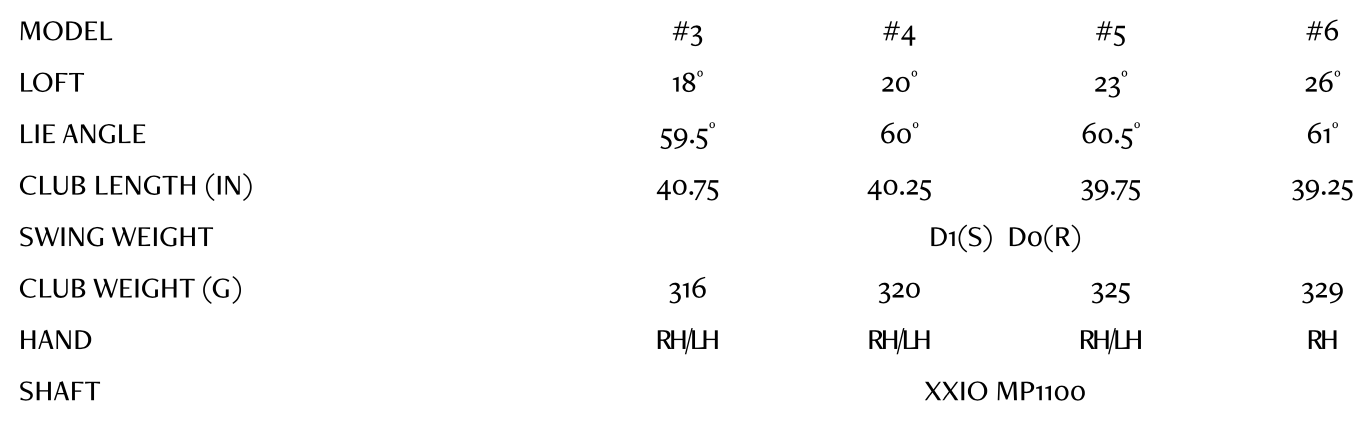 MODEL #3 #4 #5 #6
LOFT 18° 20° 23° 26°
LIE ANGLE 59.5° 60° 60.5° 61°
CLUB LENGTH (IN) 40.75 40.25 39.75 39.25
SWING WEIGHT D1(S) D0(R)
CLUB WEIGHT (G) 316 320 325 329
HAND RH/LH RH/LH RH/LH RH
SHAFT XXIO MP1100